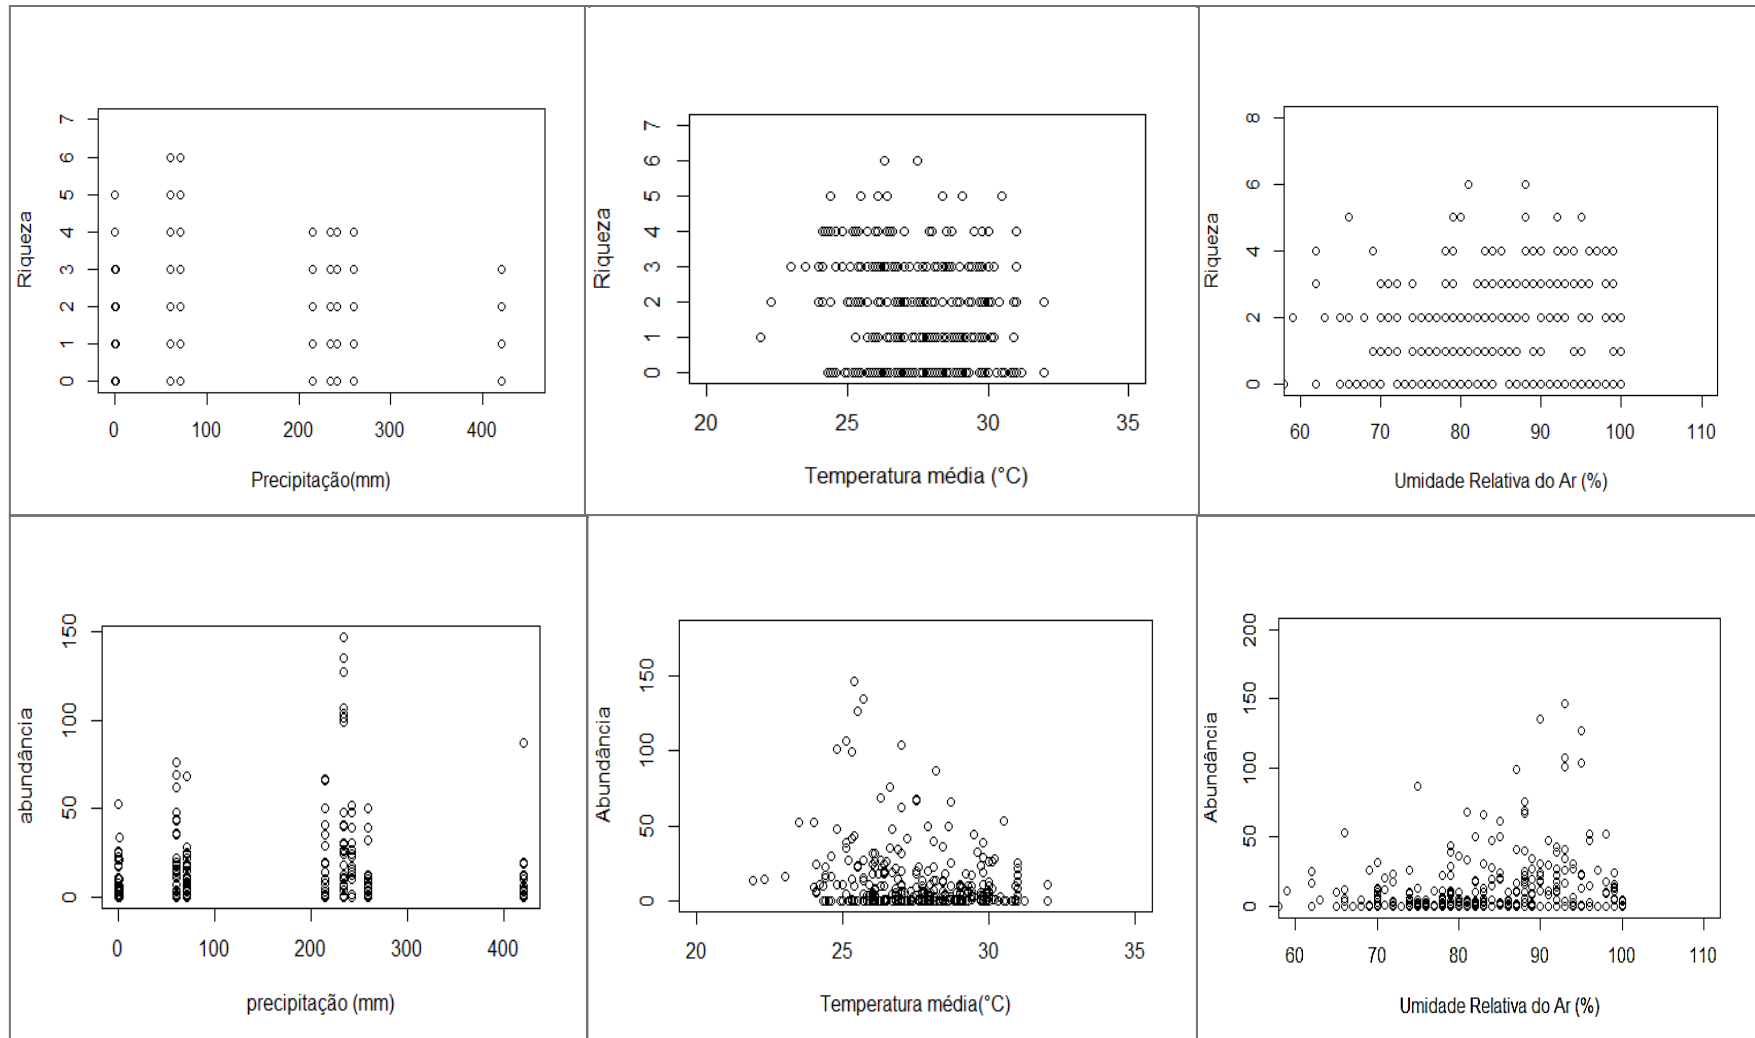 7
6
5
4
3
2
1
0
Riqueza
0 100 200 300 400
Precipitação(mm)
7
6
5
4
3
2
1
0
Riqueza
20 25 30 35
Temperatura média (°C)
8
6
4
2
0
Riqueza
60 70 80 90 100 110
Umidade Relativa do Ar (%)
150
100
50
0
abundância
0 100 200 300 400
precipitação (mm)
150
100
50
0
Abundância
20 25 30 35
Temperatura média(°C)
200
150
100
50
0
Abundância
60 70 80 90 100 110
Umidade Relativa do Ar (%)